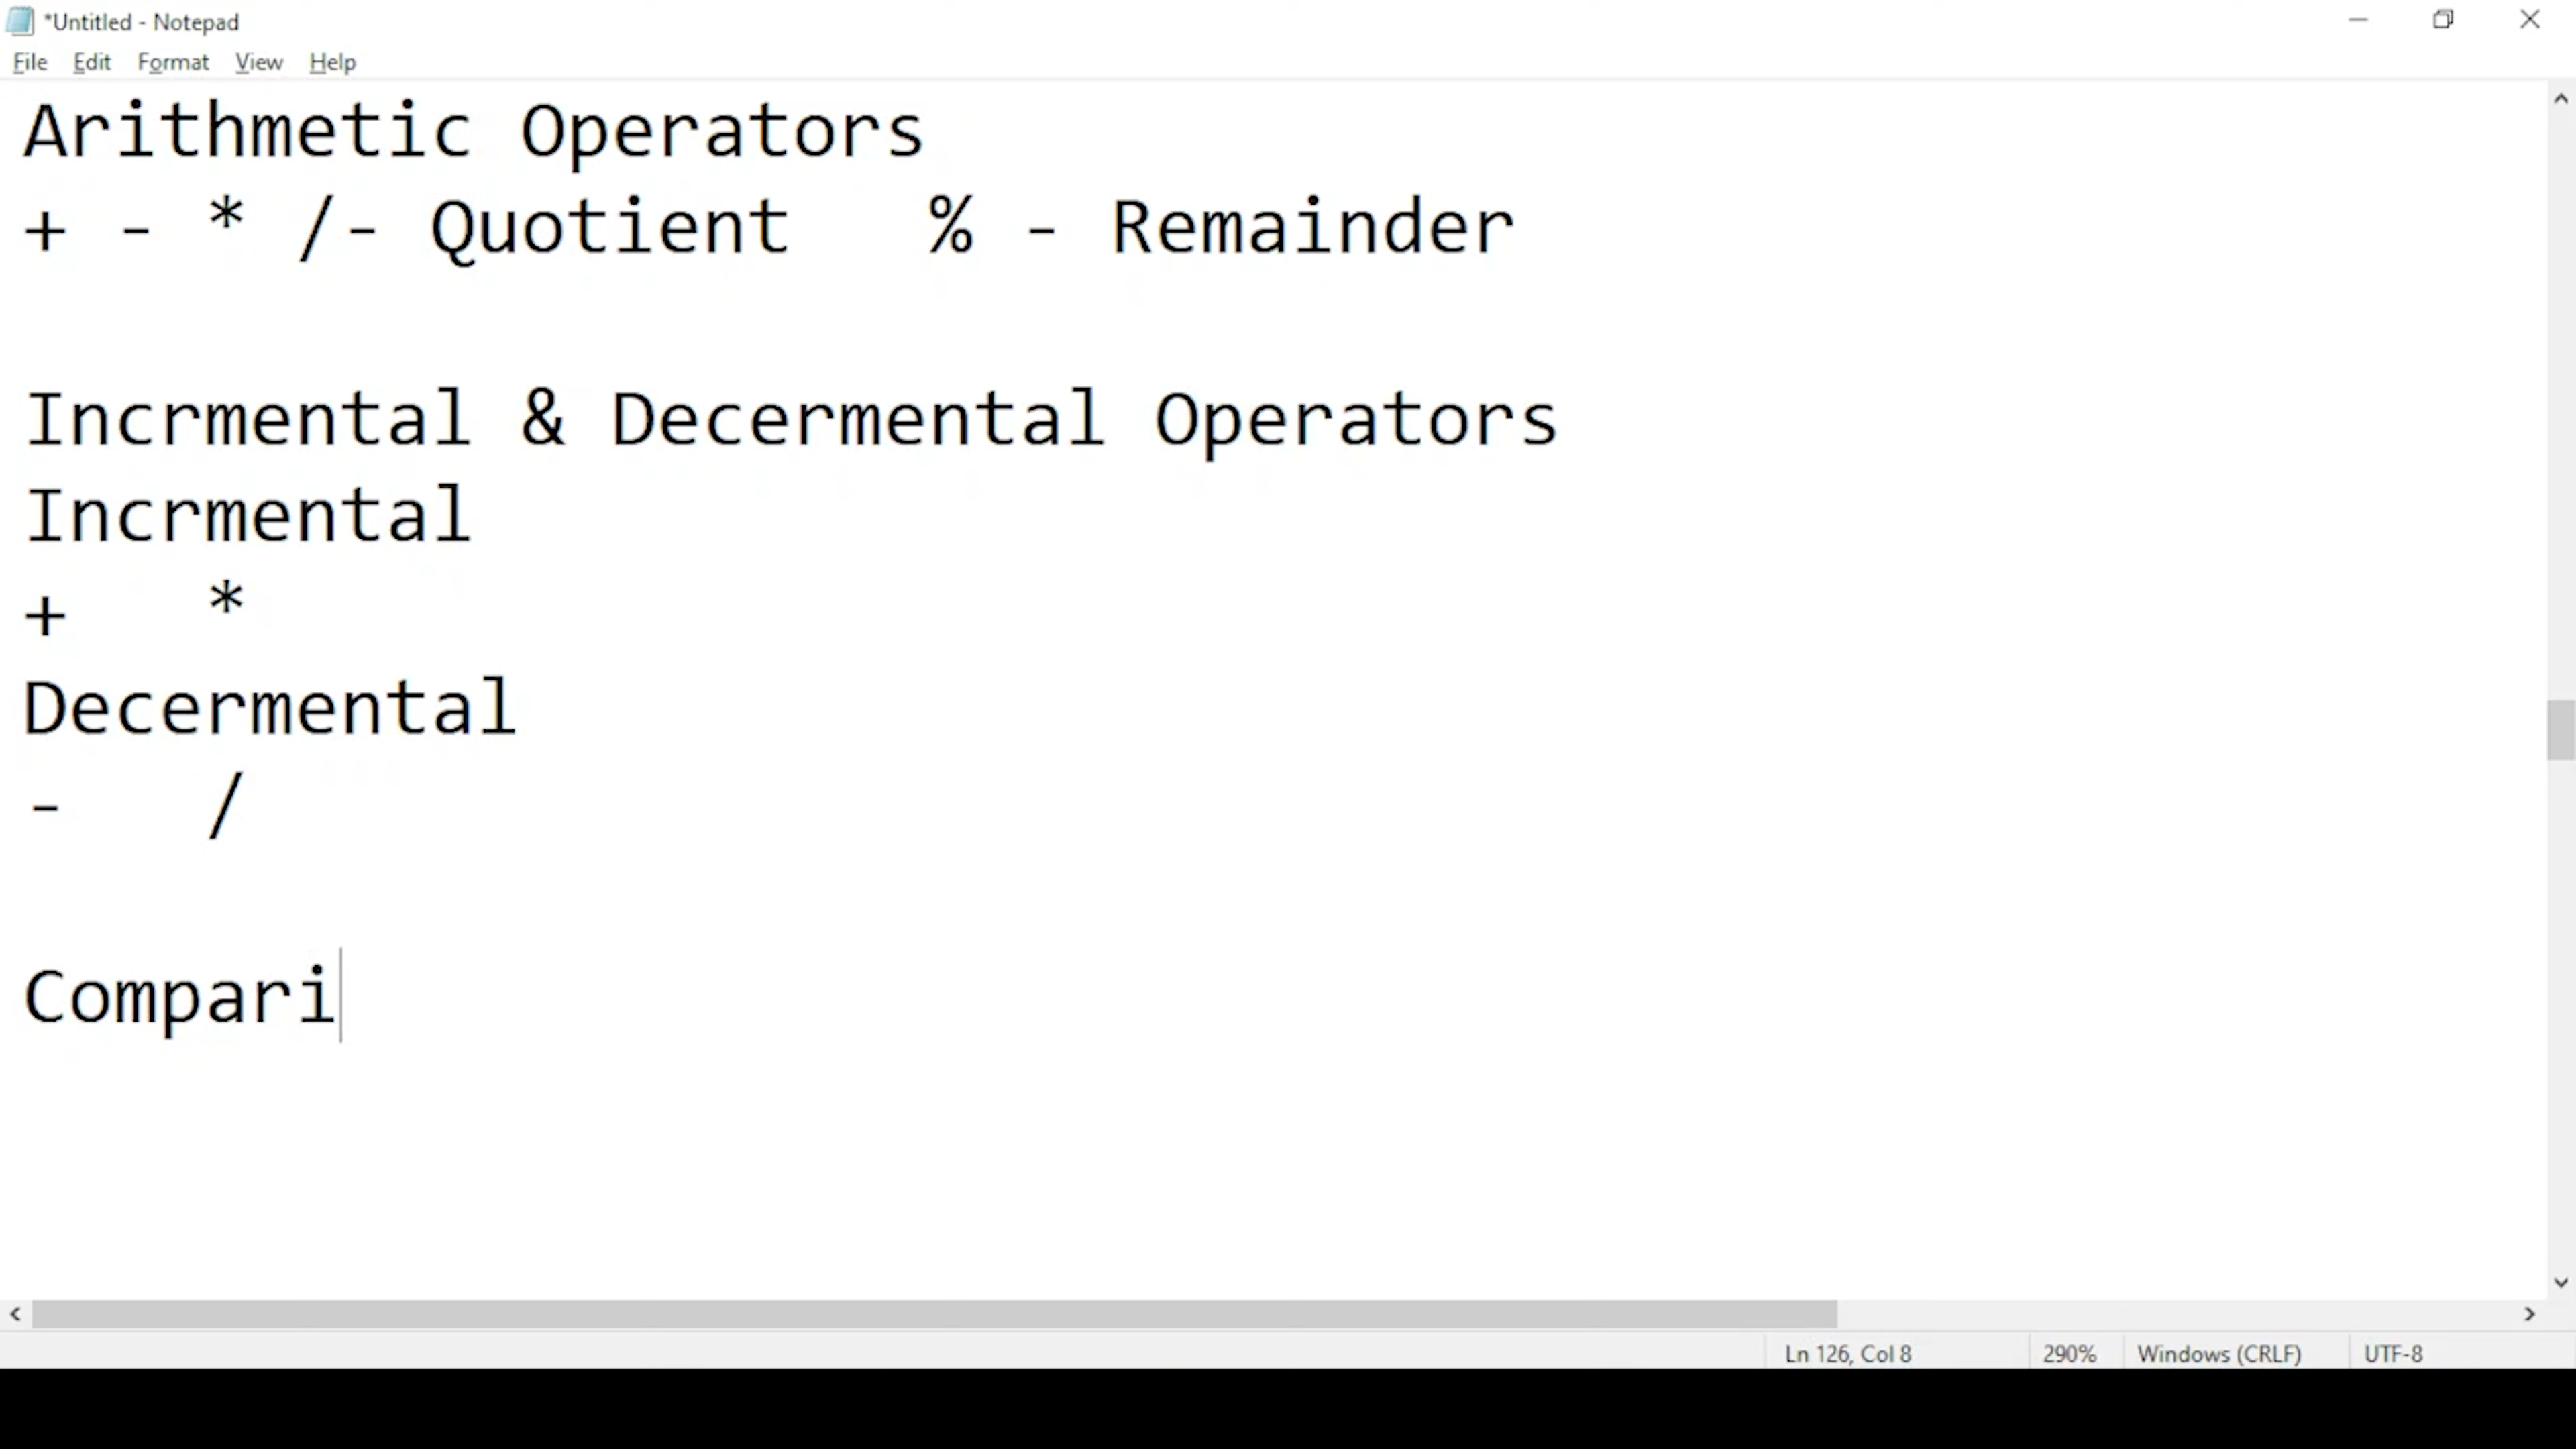 *Untitled - Notepad
File Edit Format View Help
Arithmetic Operators
+ - * /- Quotient   % - Remainder
Incrmental & Decermental Operators
Incrmental
+   *
Decermental
-   /
Compari
Ln 126, Col 8 290% Windows (CRLF) UTF-8